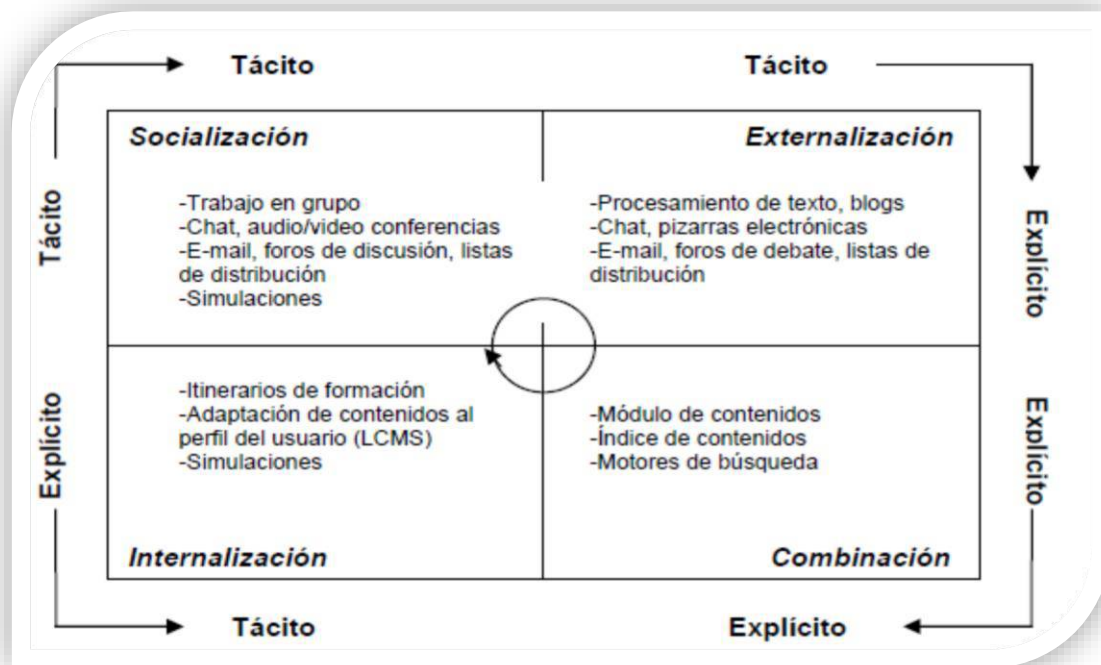 Tácito
Tácito
Socialización
Externalización
-Trabajo en grupo
-Chat, audio/video conferencias
-E-mail, foros de discusión, listas
de distribución
-Simulaciones
-Procesamiento de texto, blogs
-Chat, pizarras electrónicas
-E-mail, foros de debate, listas de
distribución
Tácito
Explícito
-Itinerarios de formación
-Adaptación de contenidos al
perfil del usuario (LCMS)
-Simulaciones
-Módulo de contenidos
-Índice de contenidos
-Motores de búsqueda
Explícito
Explícito
Internalización
Combinación
Tácito
Explícito